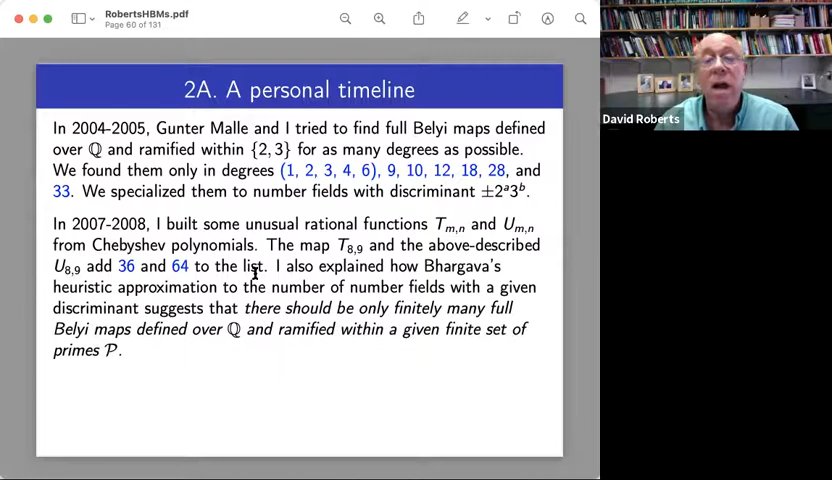 RobertsHBMs.pdf
Page 60 of 131
2A. A personal timeline
In 2004-2005, Gunter Malle and I tried to find full Belyi maps defined
over ℚ and ramified within {2, 3} for as many degrees as possible.
We found them only in degrees (1, 2, 3, 4, 6), 9, 10, 12, 18, 28, and
33. We specialized them to number fields with discriminant ±2ᵃ3ᵇ.
In 2007-2008, I built some unusual rational functions Tm,n and Um,n
from Chebyshev polynomials. The map T8,9 and the above-described
U8,9 add 36 and 64 to the list. I also explained how Bhargava's
heuristic approximation to the number of number fields with a given
discriminant suggests that there should be only finitely many full
Belyi maps defined over ℚ and ramified within a given finite set of
primes 𝒫.
David Roberts